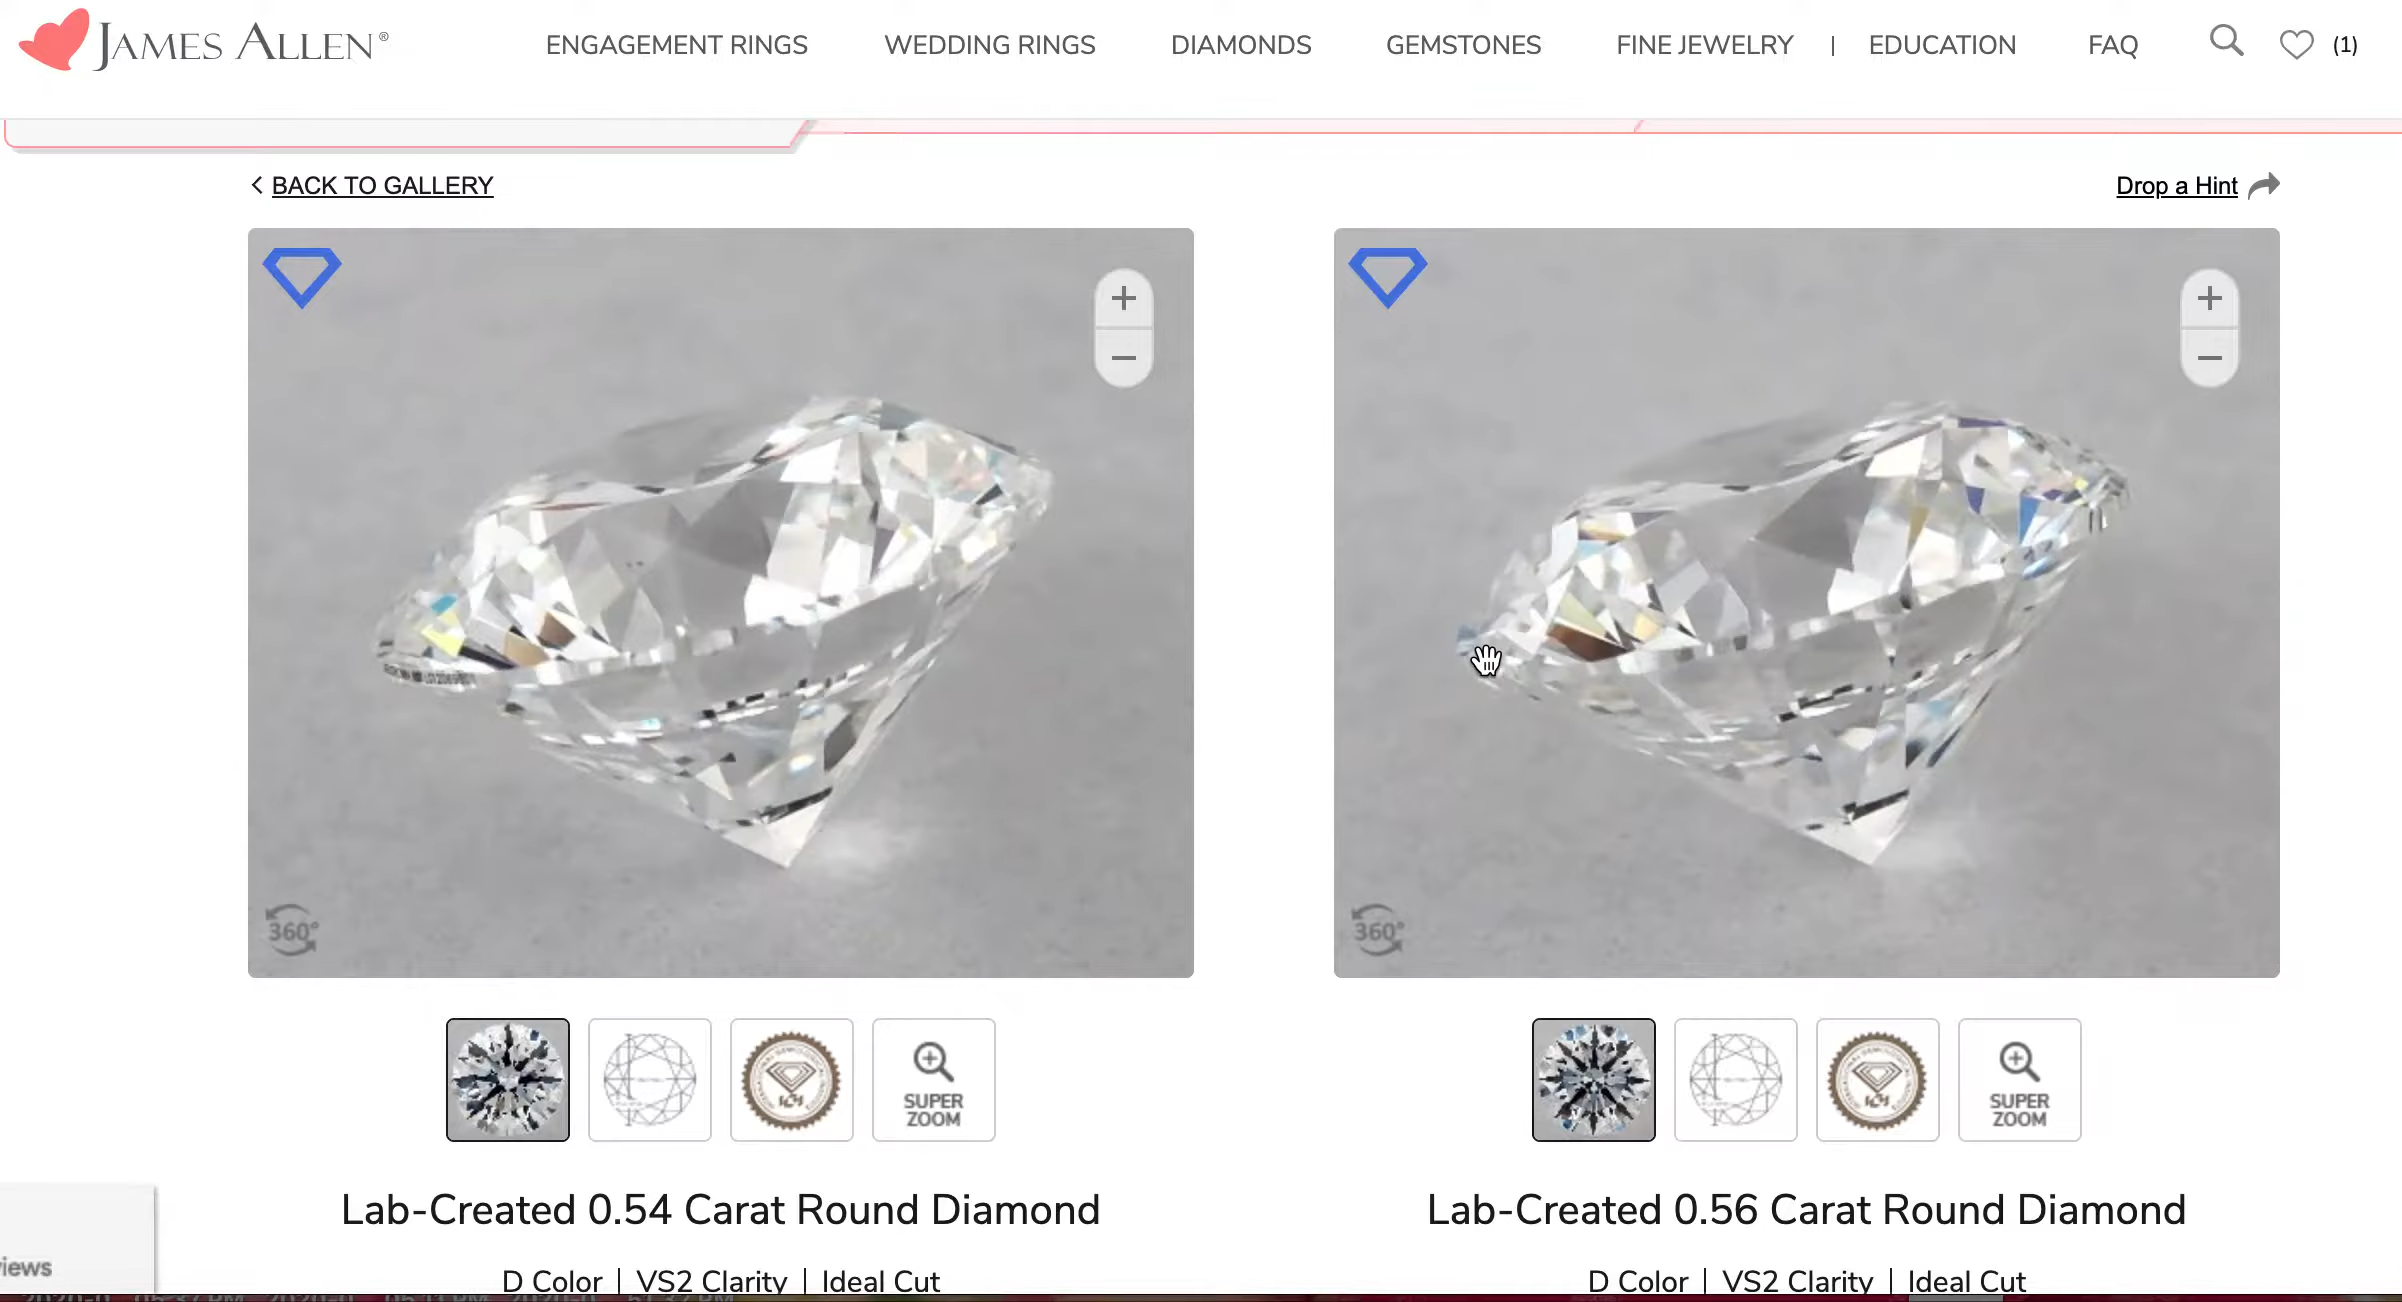 JAMES ALLEN®
ENGAGEMENT RINGS
WEDDING RINGS
DIAMONDS
GEMSTONES
FINE JEWELRY
|
EDUCATION
FAQ
(1)
< BACK TO GALLERY
Drop a Hint
+
−
360°
+
−
360°
SUPER
ZOOM
SUPER
ZOOM
Lab-Created 0.54 Carat Round Diamond
D Color | VS2 Clarity | Ideal Cut
Lab-Created 0.56 Carat Round Diamond
D Color | VS2 Clarity | Ideal Cut
iews